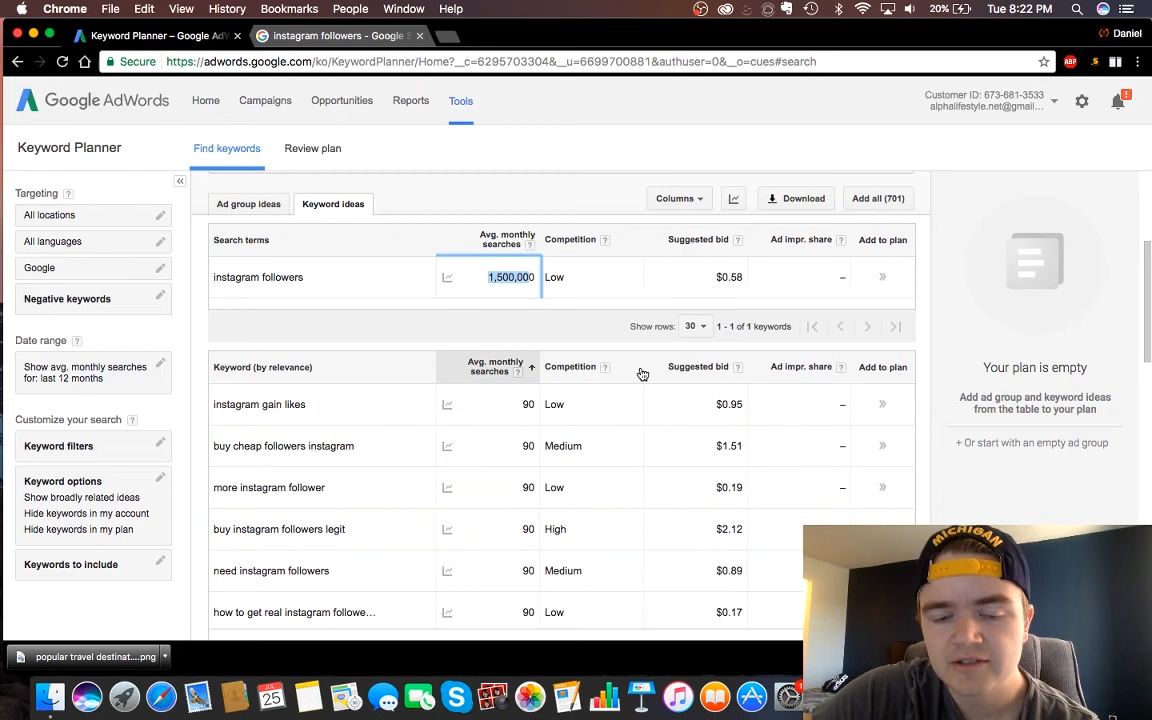 Chrome File Edit View History Bookmarks People Window Help 20% Tue 8:22 PM
Keyword Planner – Google AdW instagram followers - Google S Daniel
Secure https://adwords.google.com/ko/KeywordPlanner/Home?__c=6295703304&__u=6699700881&authuser=0&__o=cues#search ABP
Google AdWords Home Campaigns Opportunities Reports Tools
Customer ID: 673-681-3533
alphalifestyle.net@gmail... !
Keyword Planner Find keywords Review plan
Targeting ?
All locations
All languages
Google
Negative keywords
Date range ?
Show avg. monthly searches
for: last 12 months
Customize your search ?
Keyword filters
Keyword options
Show broadly related ideas
Hide keywords in my account
Hide keywords in my plan
Keywords to include
Ad group ideas Keyword ideas Columns Download Add all (701)
Search terms Avg. monthly searches ? Competition ? Suggested bid ? Ad impr. share ? Add to plan
instagram followers 1,500,000 Low $0.58 – »
Show rows: 30 1 - 1 of 1 keywords
Keyword (by relevance) Avg. monthly searches ? Competition ? Suggested bid ? Ad impr. share ? Add to plan
instagram gain likes 90 Low $0.95 – »
buy cheap followers instagram 90 Medium $1.51 – »
more instagram follower 90 Low $0.19 – »
buy instagram followers legit 90 High $2.12
need instagram followers 90 Medium $0.89
how to get real instagram followe… 90 Low $0.17
Your plan is empty
Add ad group and keyword ideas
from the table to your plan
+ Or start with an empty ad group
MICHIGAN
adidas
popular travel destinat....png
JUL
25